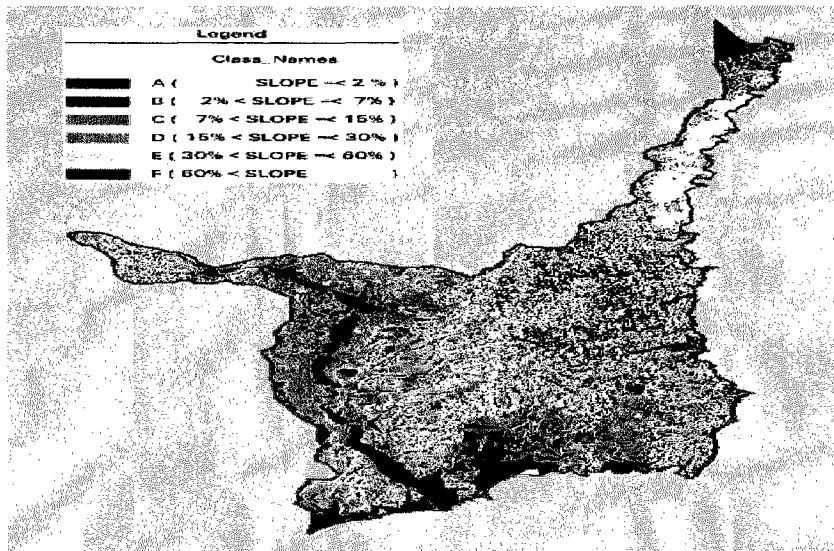 Legend
Class_Names
A ( SLOPE =< 2 % )
B ( 2% < SLOPE =< 7% )
C ( 7% < SLOPE =< 15% )
D ( 15% < SLOPE =< 30% )
E ( 30% < SLOPE =< 60% )
F ( 60% < SLOPE )